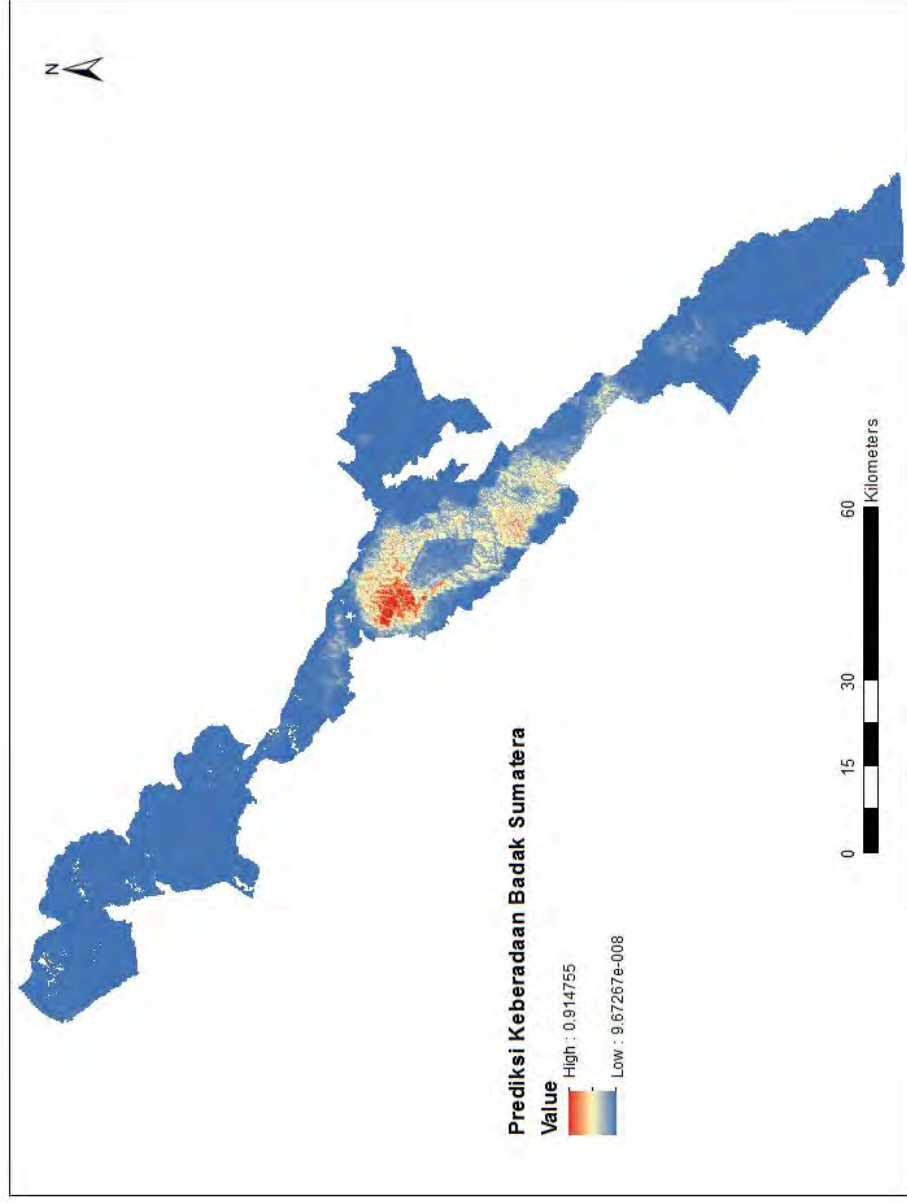 N
Prediksi Keberadaan Badak Sumatera
Value
High : 0.914755
Low : 9.67267e-008
0 15 30 60
Kilometers